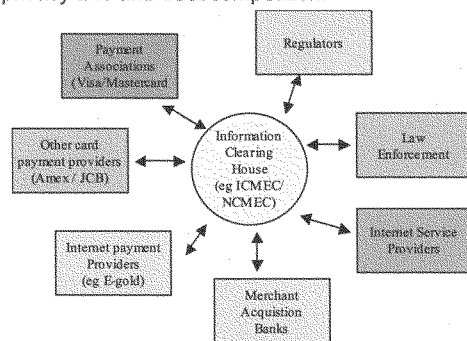 Payment
Associations
(Visa/Mastercard
Regulators
Other card
payment providers
(Amex / JCB)
Information
Clearing
House
(eg ICMEC/
NCMEC)
Law
Enforcement
Internet payment
Providers
(eg E-gold)
Internet Service
Providers
Merchant
Acquistion
Banks